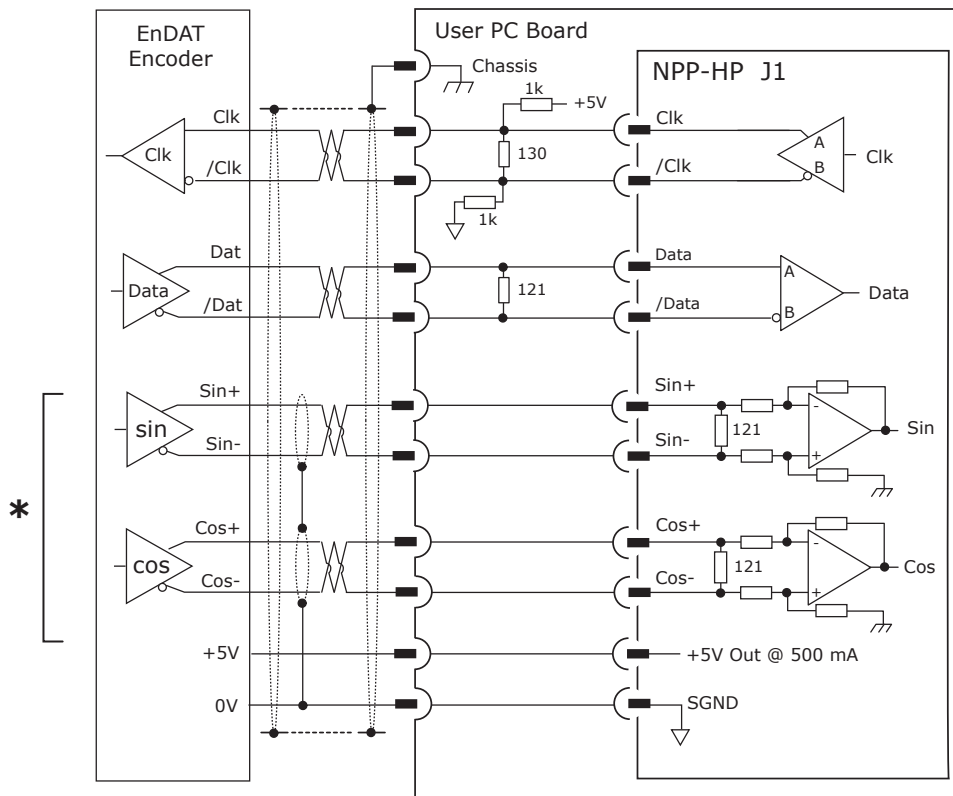 EnDAT
Encoder
User PC Board
NPP-HP J1
Chassis
1k
+5V
Clk
Clk
/Clk
130
1k
Clk
/Clk
A
B
Clk
Dat
Data
/Dat
121
Data
/Data
A
B
Data
*
Sin+
sin
Sin-
Sin+
Sin-
121
-
+
Sin
Cos+
cos
Cos-
Cos+
Cos-
121
-
+
Cos
+5V
+5V Out @ 500 mA
0V
SGND